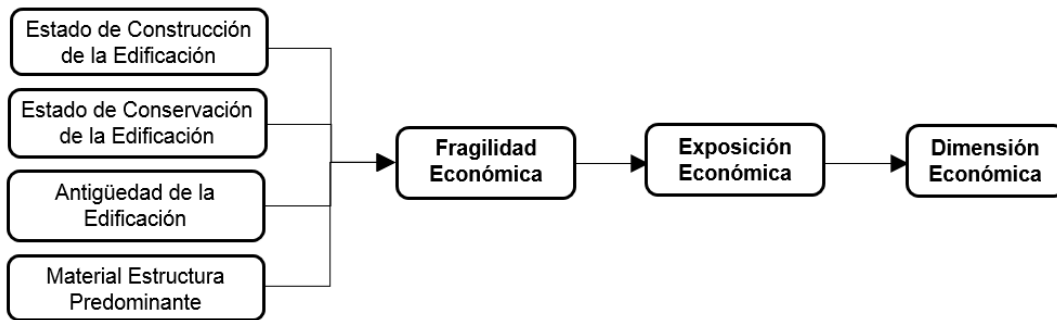 Estado de Construcción
de la Edificación
Estado de Conservación
de la Edificación
Antigüedad de la
Edificación
Material Estructura
Predominante
Fragilidad
Económica
Exposición
Económica
Dimensión
Económica